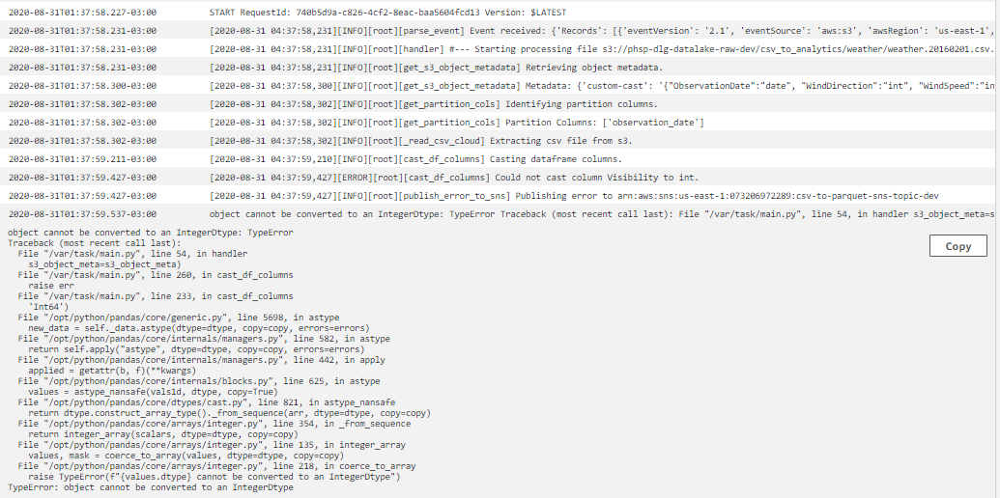 2020-08-31T01:37:58.227-03:00 START RequestId: 740b5d9a-c826-4cf2-8eac-baa5604fcd13 Version: $LATEST
2020-08-31T01:37:58.231-03:00 [2020-08-31 04:37:58,231][INFO][root][parse_event] Event received: {'Records': [{'eventVersion': '2.1', 'eventSource': 'aws:s3', 'awsRegion': 'us-east-1',
2020-08-31T01:37:58.231-03:00 [2020-08-31 04:37:58,231][INFO][root][handler] #--- Starting processing file s3://phsp-dlg-datalake-raw-dev/csv_to_analytics/weather/weather.20160201.csv.
2020-08-31T01:37:58.231-03:00 [2020-08-31 04:37:58,231][INFO][root][get_s3_object_metadata] Retrieving object metadata.
2020-08-31T01:37:58.300-03:00 [2020-08-31 04:37:58,300][INFO][root][get_s3_object_metadata] Metadata: {'custom-cast': '{"ObservationDate":"date", "WindDirection":"int", "WindSpeed":"in
2020-08-31T01:37:58.302-03:00 [2020-08-31 04:37:58,302][INFO][root][get_partition_cols] Identifying partition columns.
2020-08-31T01:37:58.302-03:00 [2020-08-31 04:37:58,302][INFO][root][get_partition_cols] Partition Columns: ['observation_date']
2020-08-31T01:37:58.302-03:00 [2020-08-31 04:37:58,302][INFO][root][_read_csv_cloud] Extracting csv file from s3.
2020-08-31T01:37:59.211-03:00 [2020-08-31 04:37:59,210][INFO][root][cast_df_columns] Casting dataframe columns.
2020-08-31T01:37:59.427-03:00 [2020-08-31 04:37:59,427][ERROR][root][cast_df_columns] Could not cast column Visibility to int.
2020-08-31T01:37:59.427-03:00 [2020-08-31 04:37:59,427][INFO][root][publish_error_to_sns] Publishing error to arn:aws:sns:us-east-1:073206972289:csv-to-parquet-sns-topic-dev
2020-08-31T01:37:59.537-03:00 object cannot be converted to an IntegerDtype: TypeError Traceback (most recent call last): File "/var/task/main.py", line 54, in handler s3_object_meta=s
object cannot be converted to an IntegerDtype: TypeError
Copy
Traceback (most recent call last):
File "/var/task/main.py", line 54, in handler
s3_object_meta=s3_object_meta)
File "/var/task/main.py", line 260, in cast_df_columns
raise err
File "/var/task/main.py", line 233, in cast_df_columns
'Int64')
File "/opt/python/pandas/core/generic.py", line 5698, in astype
new_data = self._data.astype(dtype=dtype, copy=copy, errors=errors)
File "/opt/python/pandas/core/internals/managers.py", line 582, in astype
return self.apply("astype", dtype=dtype, copy=copy, errors=errors)
File "/opt/python/pandas/core/internals/managers.py", line 442, in apply
applied = getattr(b, f)(**kwargs)
File "/opt/python/pandas/core/internals/blocks.py", line 625, in astype
values = astype_nansafe(vals1d, dtype, copy=True)
File "/opt/python/pandas/core/dtypes/cast.py", line 821, in astype_nansafe
return dtype.construct_array_type()._from_sequence(arr, dtype=dtype, copy=copy)
File "/opt/python/pandas/core/arrays/integer.py", line 354, in _from_sequence
return integer_array(scalars, dtype=dtype, copy=copy)
File "/opt/python/pandas/core/arrays/integer.py", line 135, in integer_array
values, mask = coerce_to_array(values, dtype=dtype, copy=copy)
File "/opt/python/pandas/core/arrays/integer.py", line 218, in coerce_to_array
raise TypeError(f"{values.dtype} cannot be converted to an IntegerDtype")
TypeError: object cannot be converted to an IntegerDtype